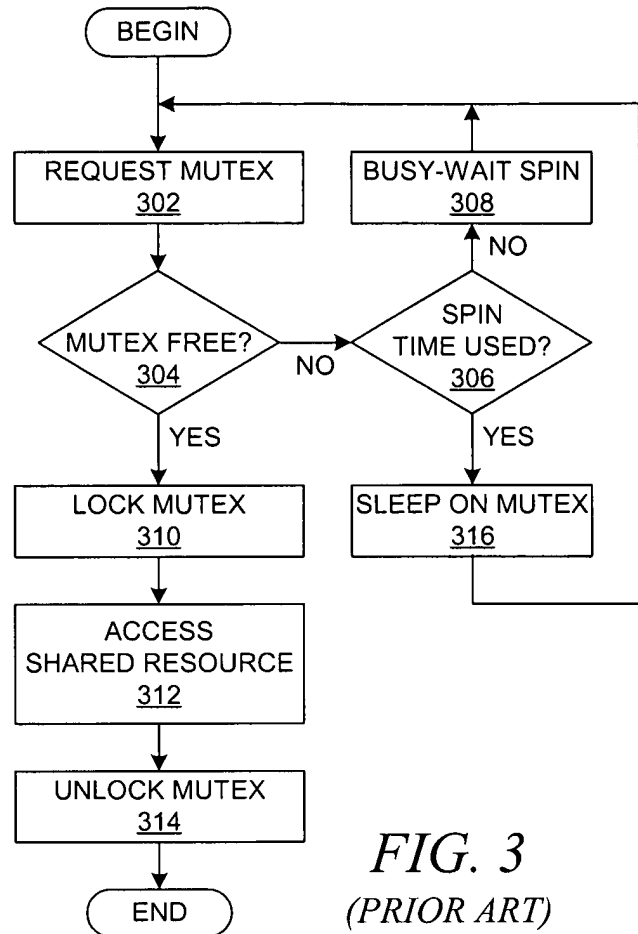 BEGIN
REQUEST MUTEX
302
BUSY-WAIT SPIN
308
NO
MUTEX FREE?
304
NO
SPIN
TIME USED?
306
YES
YES
LOCK MUTEX
310
SLEEP ON MUTEX
316
ACCESS
SHARED RESOURCE
312
UNLOCK MUTEX
314
END
FIG. 3
(PRIOR ART)